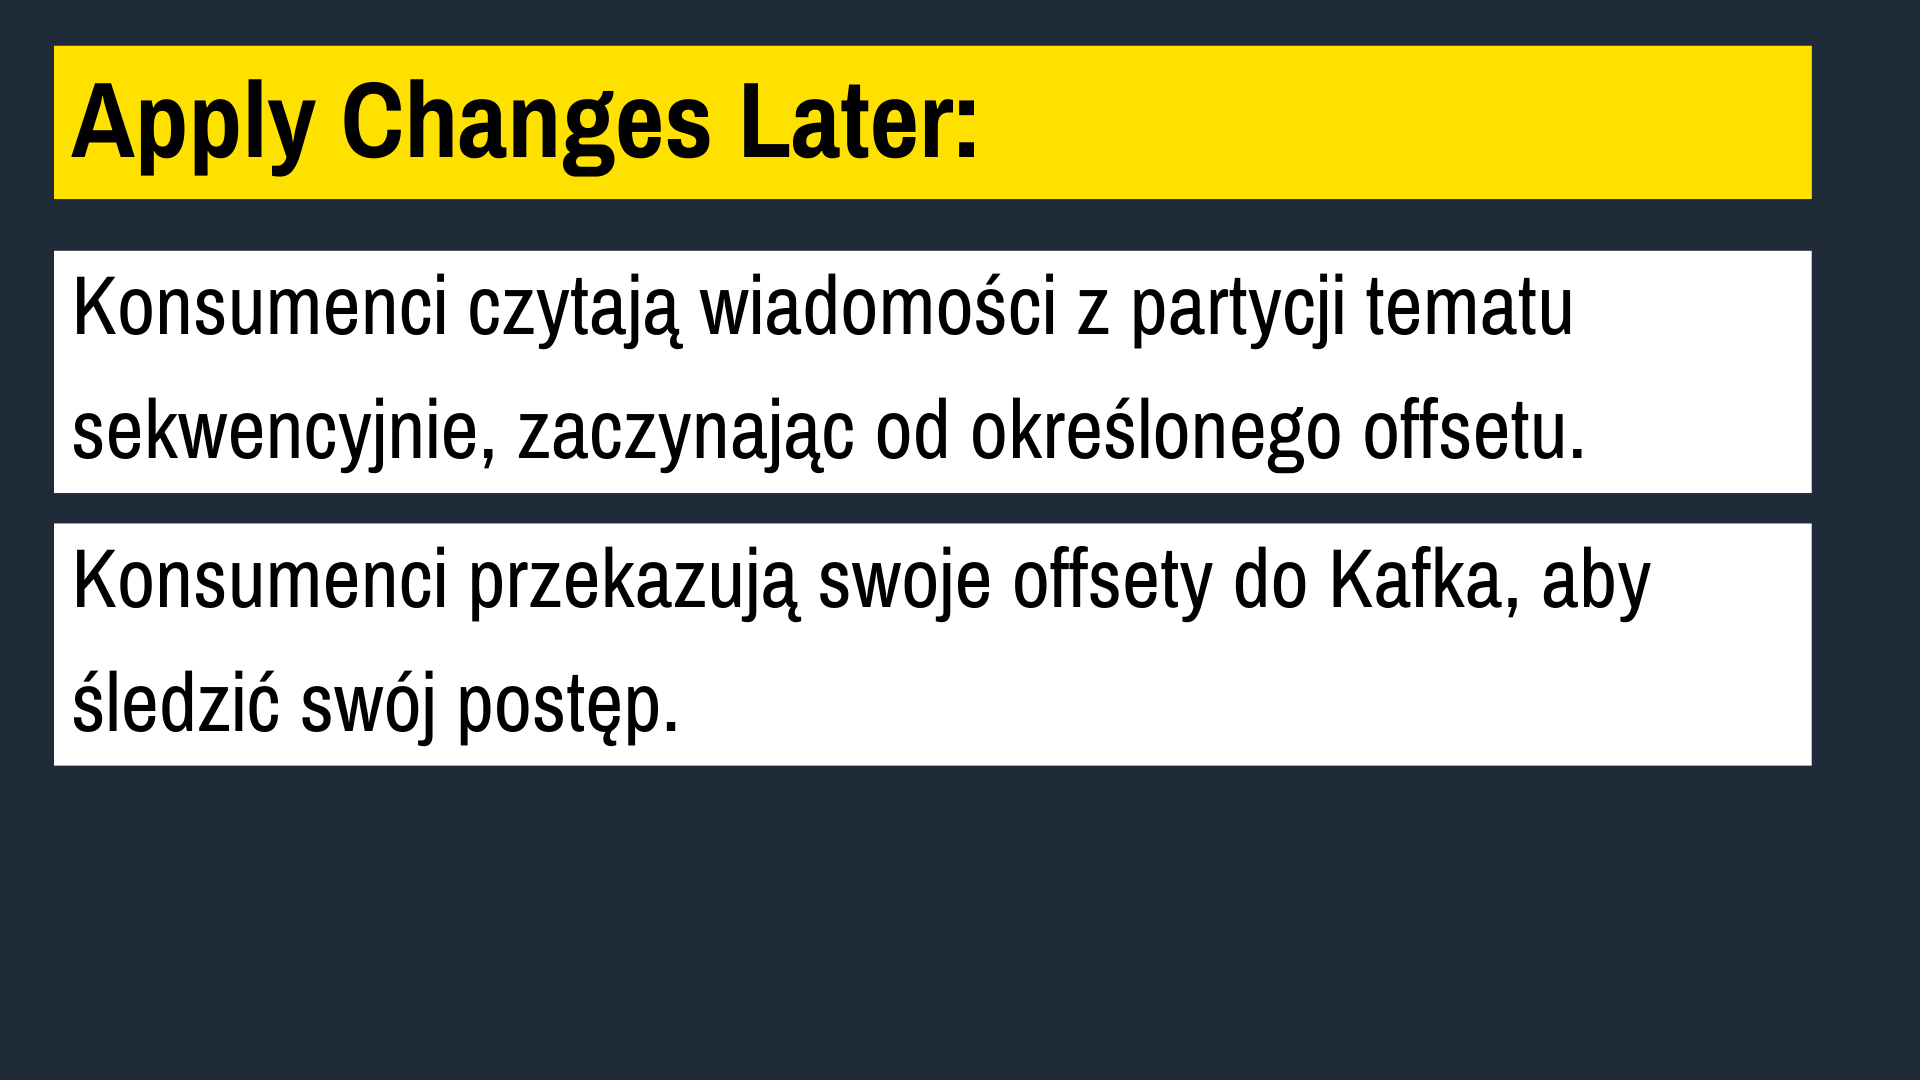 Apply Changes Later:
Konsumenci czytają wiadomości z partycji tematu
sekwencyjnie, zaczynając od określonego offsetu.
Konsumenci przekazują swoje offsety do Kafka, aby
śledzić swój postęp.